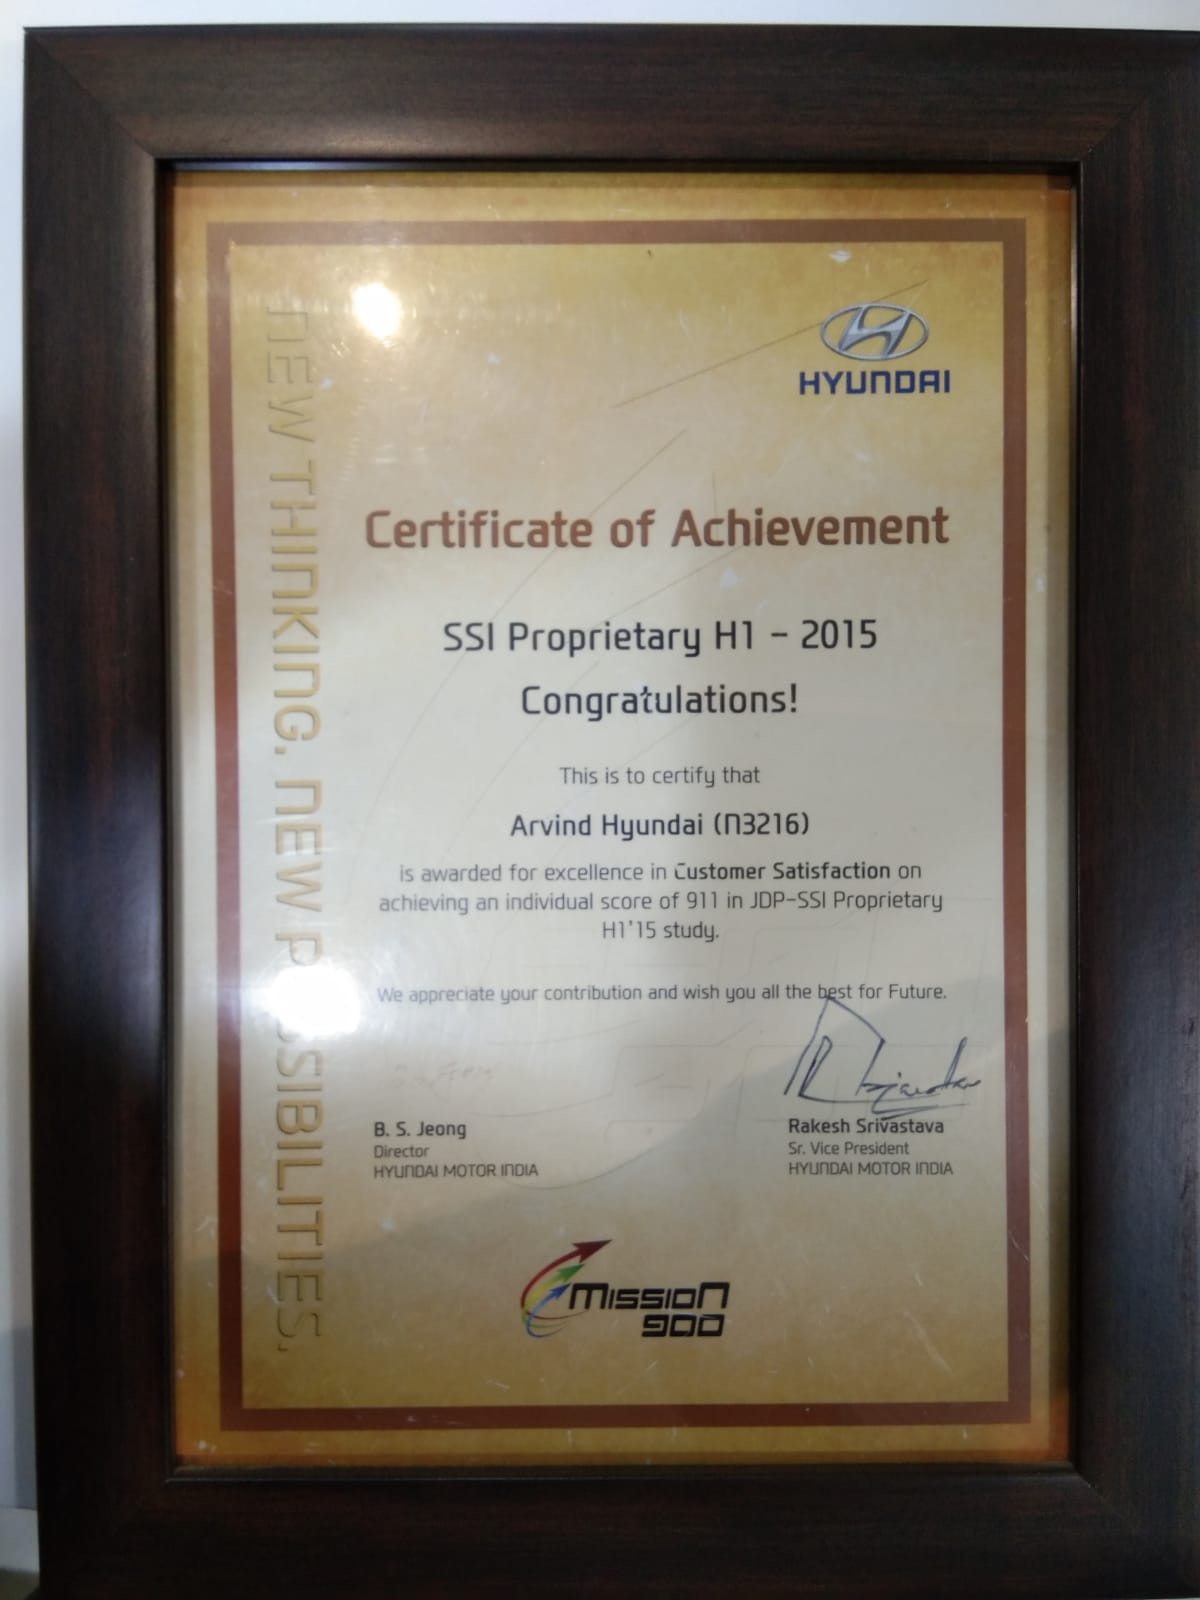 HYUNDAI
NEW THINKING. NEW POSSIBILITIES.
Certificate of Achievement
SSI Proprietary H1 - 2015
Congratulations!
This is to certify that
Arvind Hyundai (N3216)
is awarded for excellence in Customer Satisfaction on
achieving an individual score of 911 in JDP-SSI Proprietary
H1'15 study.
We appreciate your contribution and wish you all the best for Future.
B. S. Jeong
Director
HYUNDAI MOTOR INDIA
Rakesh Srivastava
Sr. Vice President
HYUNDAI MOTOR INDIA
Mission
900